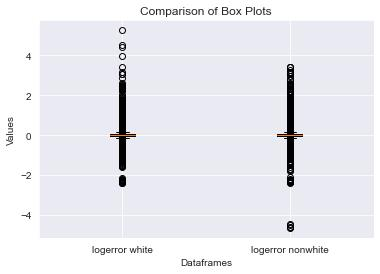 Comparison of Box Plots
Values
4
2
0
−2
−4
logerror white
logerror nonwhite
Dataframes